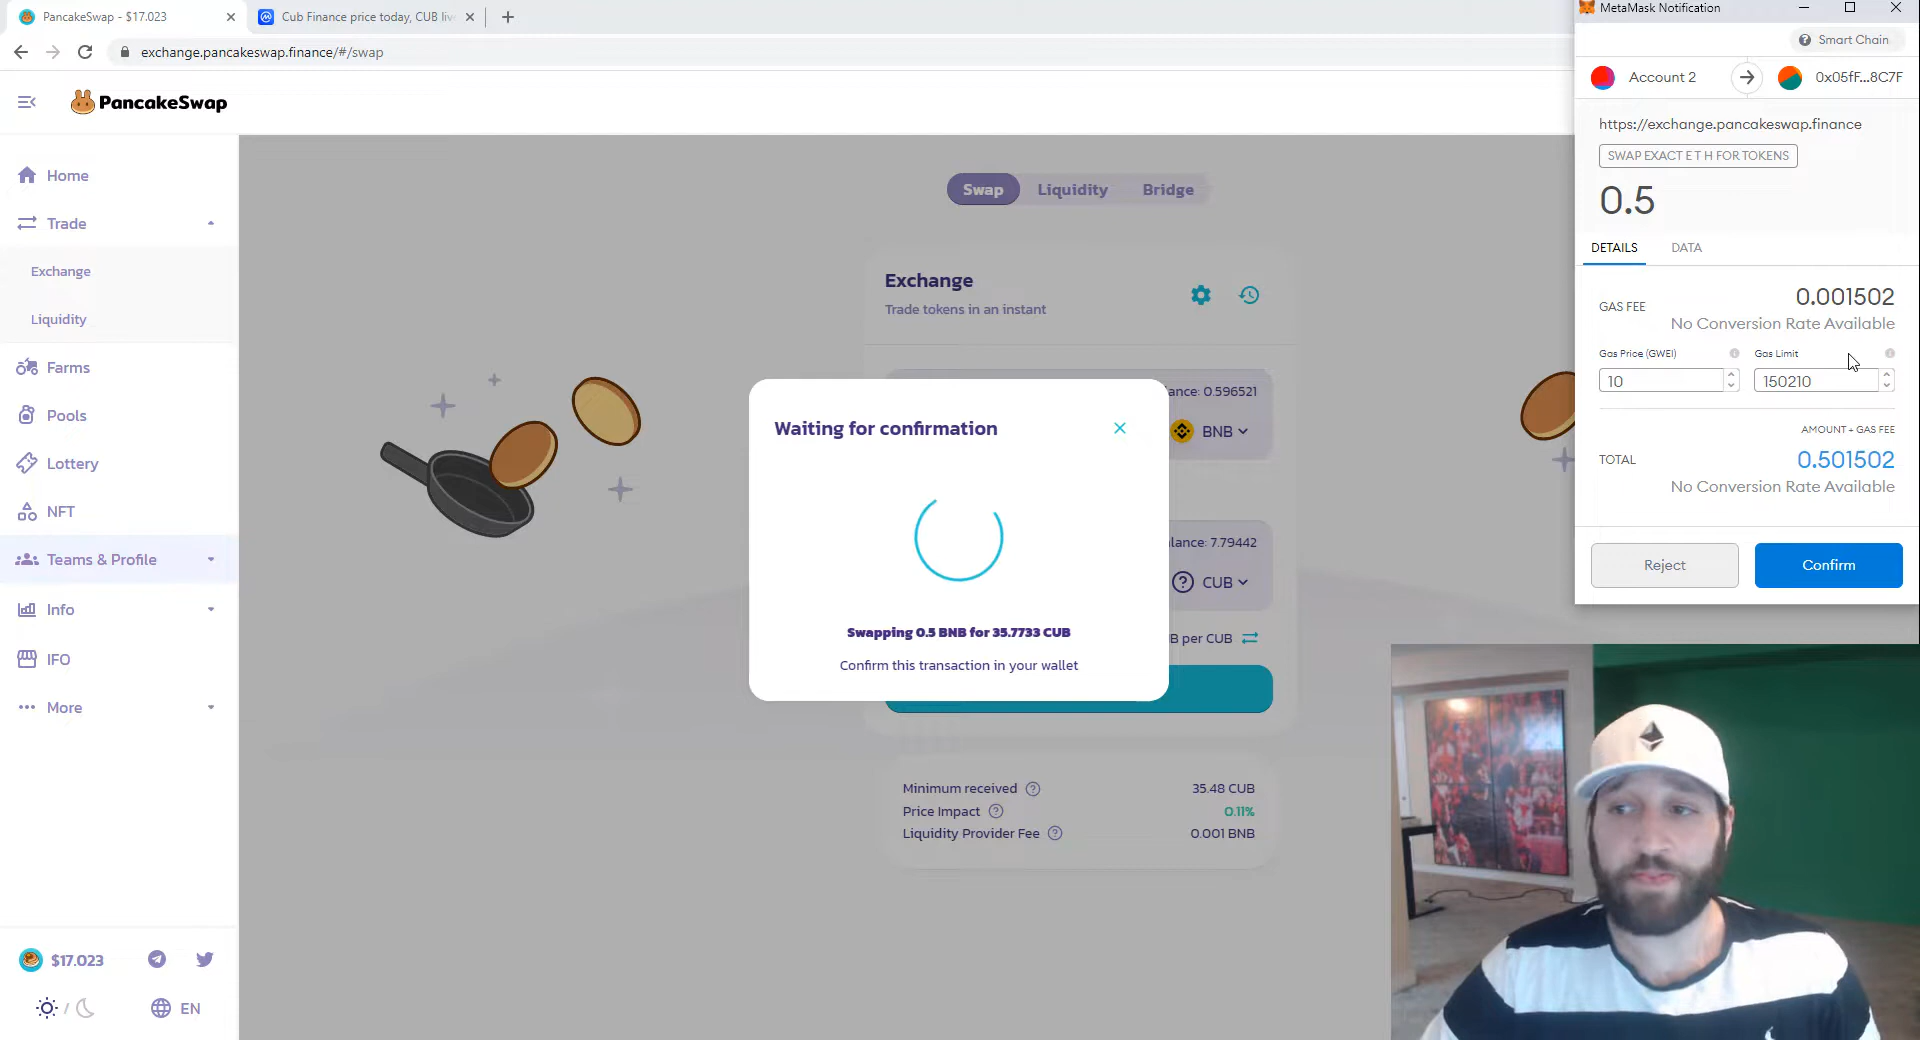 PancakeSwap - $17.023
Cub Finance price today, CUB liv
exchange.pancakeswap.finance/#/swap
PancakeSwap
Home
Trade
Exchange
Liquidity
Farms
Pools
Lottery
NFT
Teams & Profile
Info
IFO
More
$17.023
/
EN
Swap
Liquidity
Bridge
Exchange
Trade tokens in an instant
ance: 0.596521
BNB
lance: 7.79442
CUB
B per CUB
Waiting for confirmation
Swapping 0.5 BNB for 35.7733 CUB
Confirm this transaction in your wallet
Minimum received 35.48 CUB
Price Impact 0.11%
Liquidity Provider Fee 0.001 BNB
MetaMask Notification
Smart Chain
Account 2 0x05fF...8C7F
https://exchange.pancakeswap.finance
SWAP EXACT E T H FOR TOKENS
0.5
DETAILS DATA
GAS FEE 0.001502
No Conversion Rate Available
Gas Price (GWEI) Gas Limit
10 150210
AMOUNT + GAS FEE
TOTAL 0.501502
No Conversion Rate Available
Reject Confirm